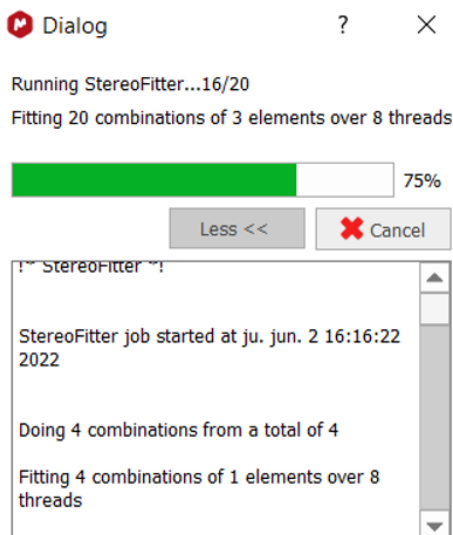 Dialog
?
Running StereoFitter...16/20
Fitting 20 combinations of 3 elements over 8 threads
75%
Less <<
Cancel
!* StereoFitter *!
StereoFitter job started at ju. jun. 2 16:16:22
2022
Doing 4 combinations from a total of 4
Fitting 4 combinations of 1 elements over 8
threads